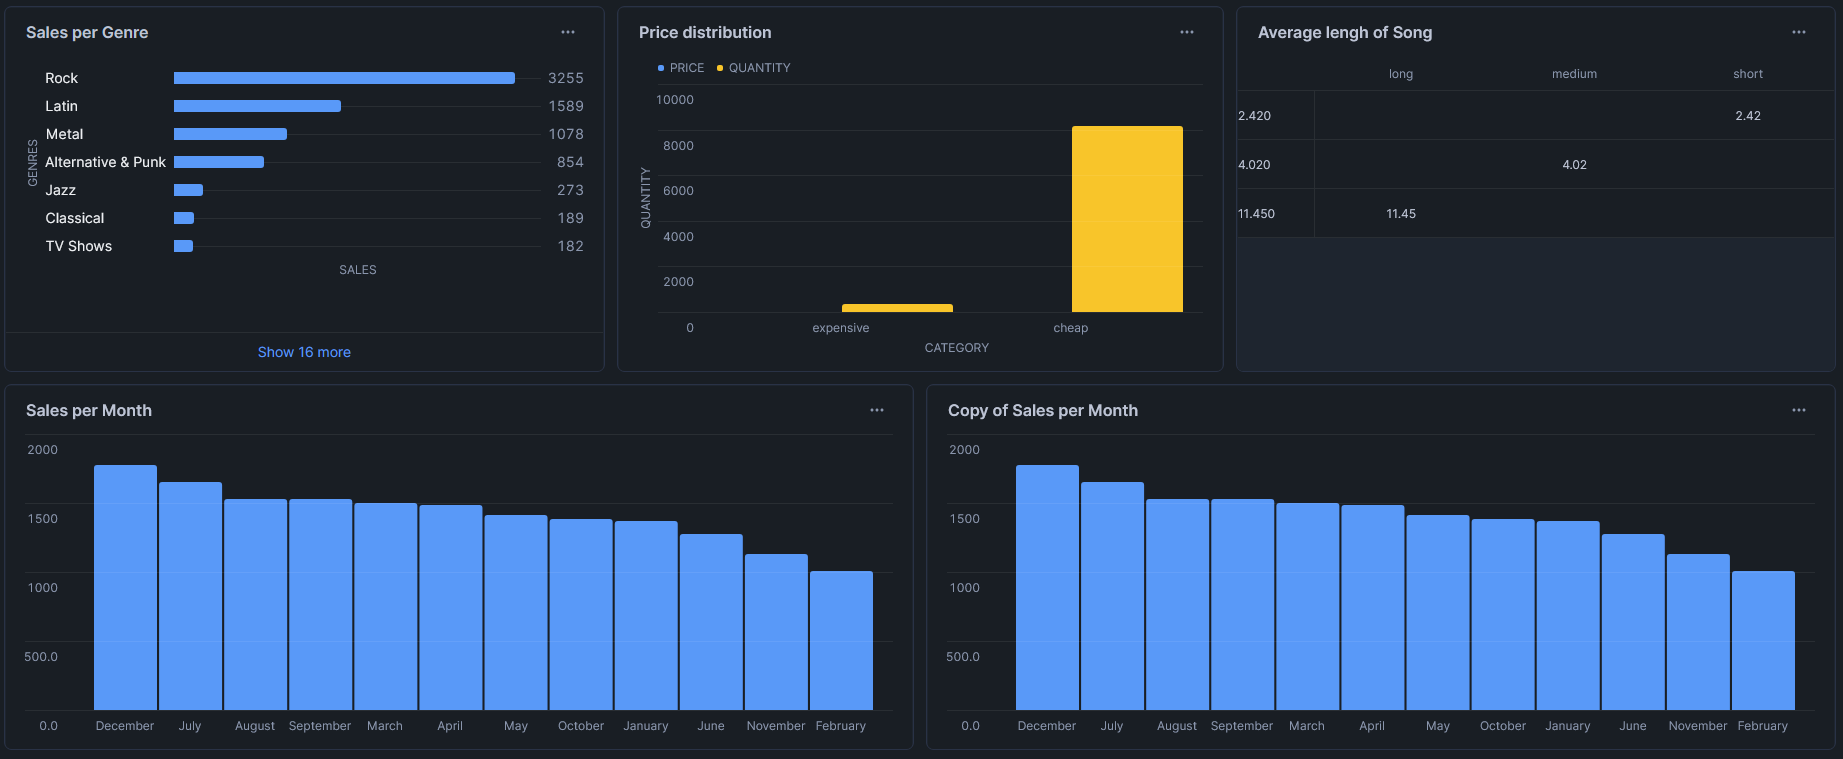 Sales per Genre
GENRES
Rock 3255
Latin 1589
Metal 1078
Alternative & Punk 854
Jazz 273
Classical 189
TV Shows 182
SALES
Show 16 more
Price distribution
PRICE QUANTITY
QUANTITY
10000
8000
6000
4000
2000
0
expensive cheap
CATEGORY
Average lengh of Song
long medium short
2.420 2.42
4.020 4.02
11.450 11.45
Sales per Month
2000
1500
1000
500.0
0.0
December July August September March April May October January June November February
Copy of Sales per Month
2000
1500
1000
500.0
0.0
December July August September March April May October January June November February